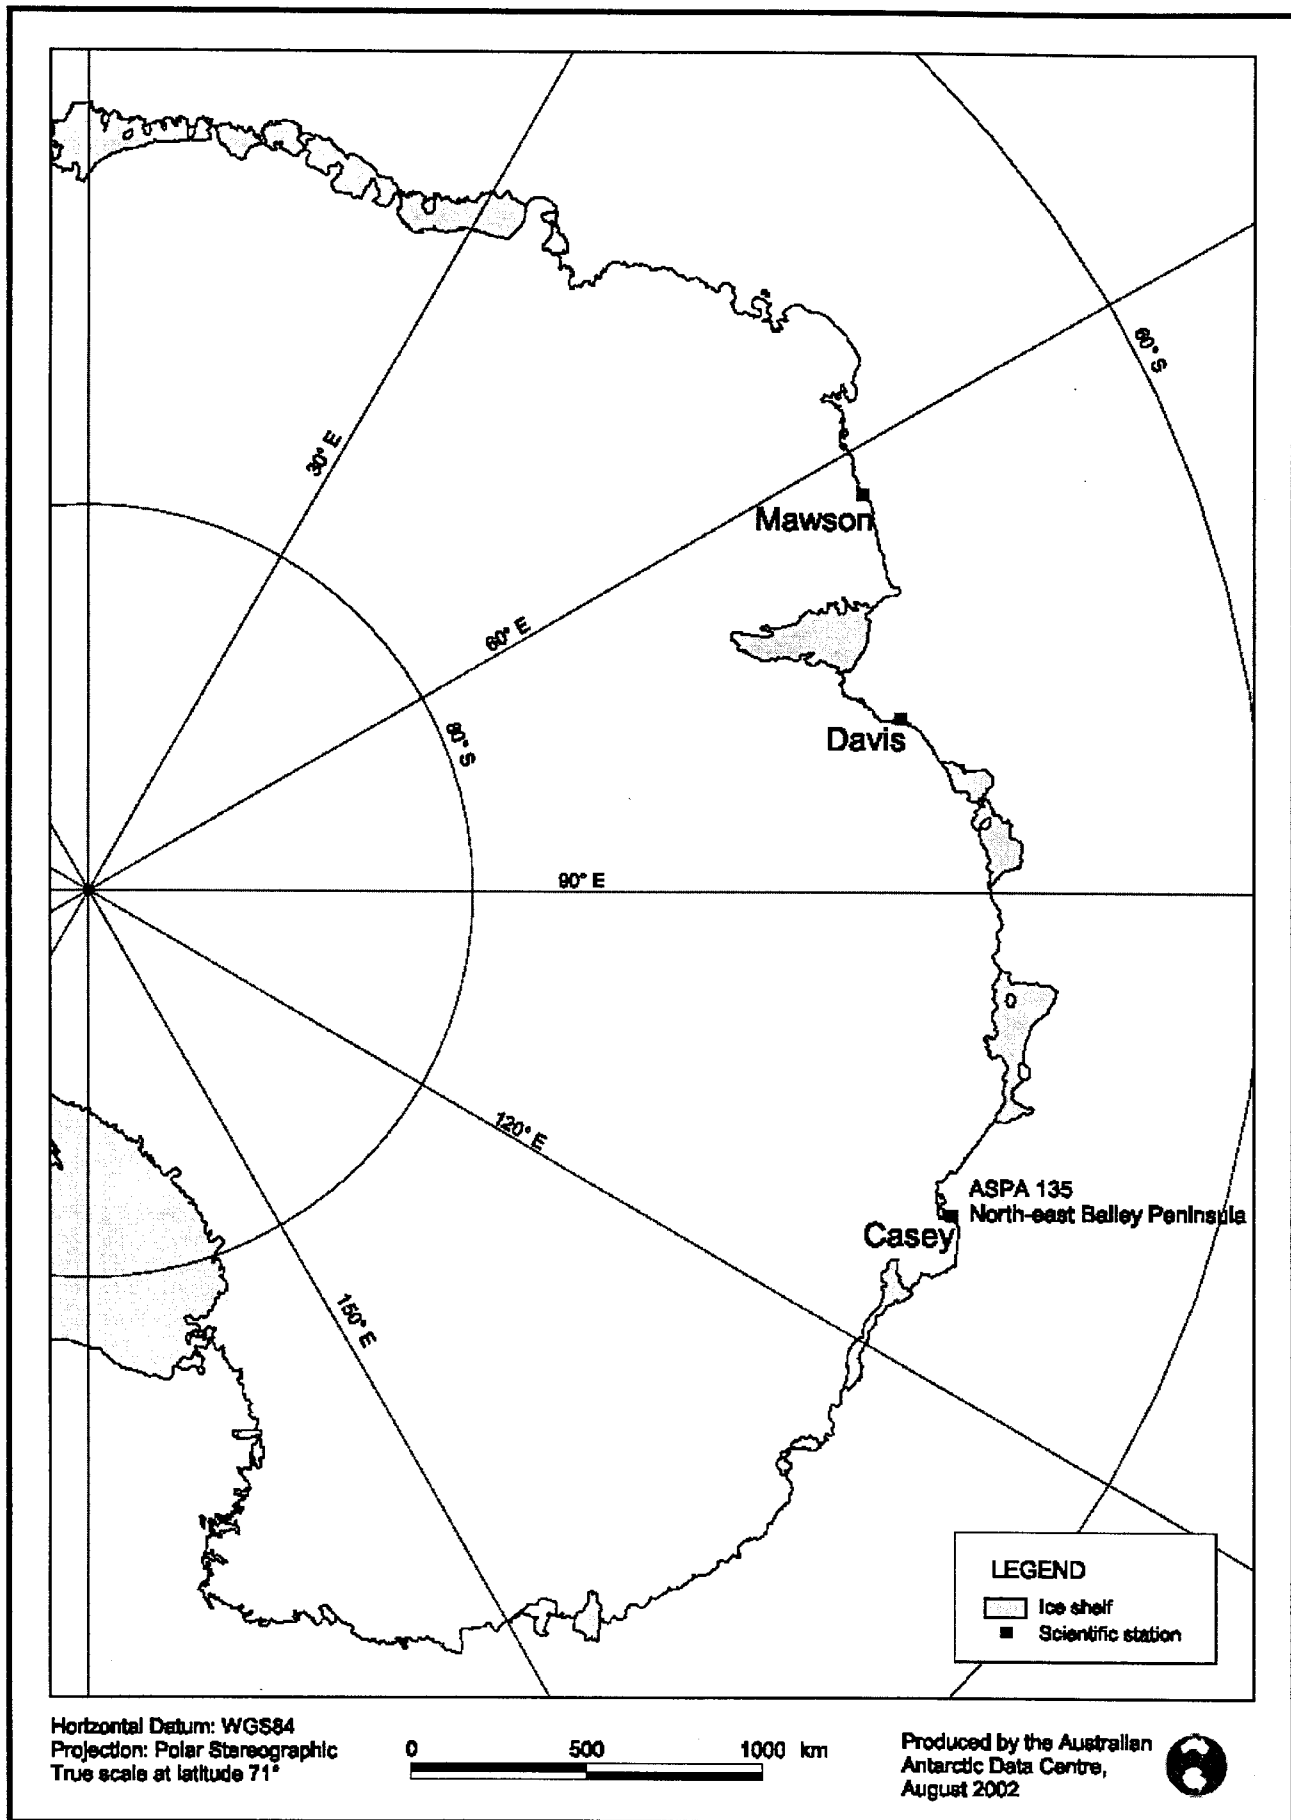 30° E
60° S
Mawson
60° E
80° S
Davis
90° E
120° E
ASPA 135
North-east Bailey Peninsula
Casey
150° E
LEGEND
Ice shelf
Scientific station
Horizontal Datum: WGS84
Projection: Polar Stereographic
True scale at latitude 71°
0 500 1000 km
Produced by the Australian
Antarctic Data Centre,
August 2002